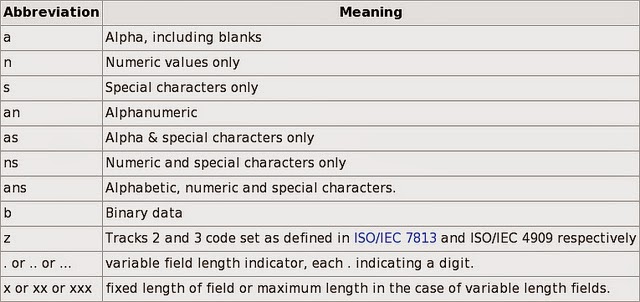 Abbreviation Meaning
a Alpha, including blanks
n Numeric values only
s Special characters only
an Alphanumeric
as Alpha & special characters only
ns Numeric and special characters only
ans Alphabetic, numeric and special characters.
b Binary data
z Tracks 2 and 3 code set as defined in ISO/IEC 7813 and ISO/IEC 4909 respectively
. or .. or ... variable field length indicator, each . indicating a digit.
x or xx or xxx fixed length of field or maximum length in the case of variable length fields.